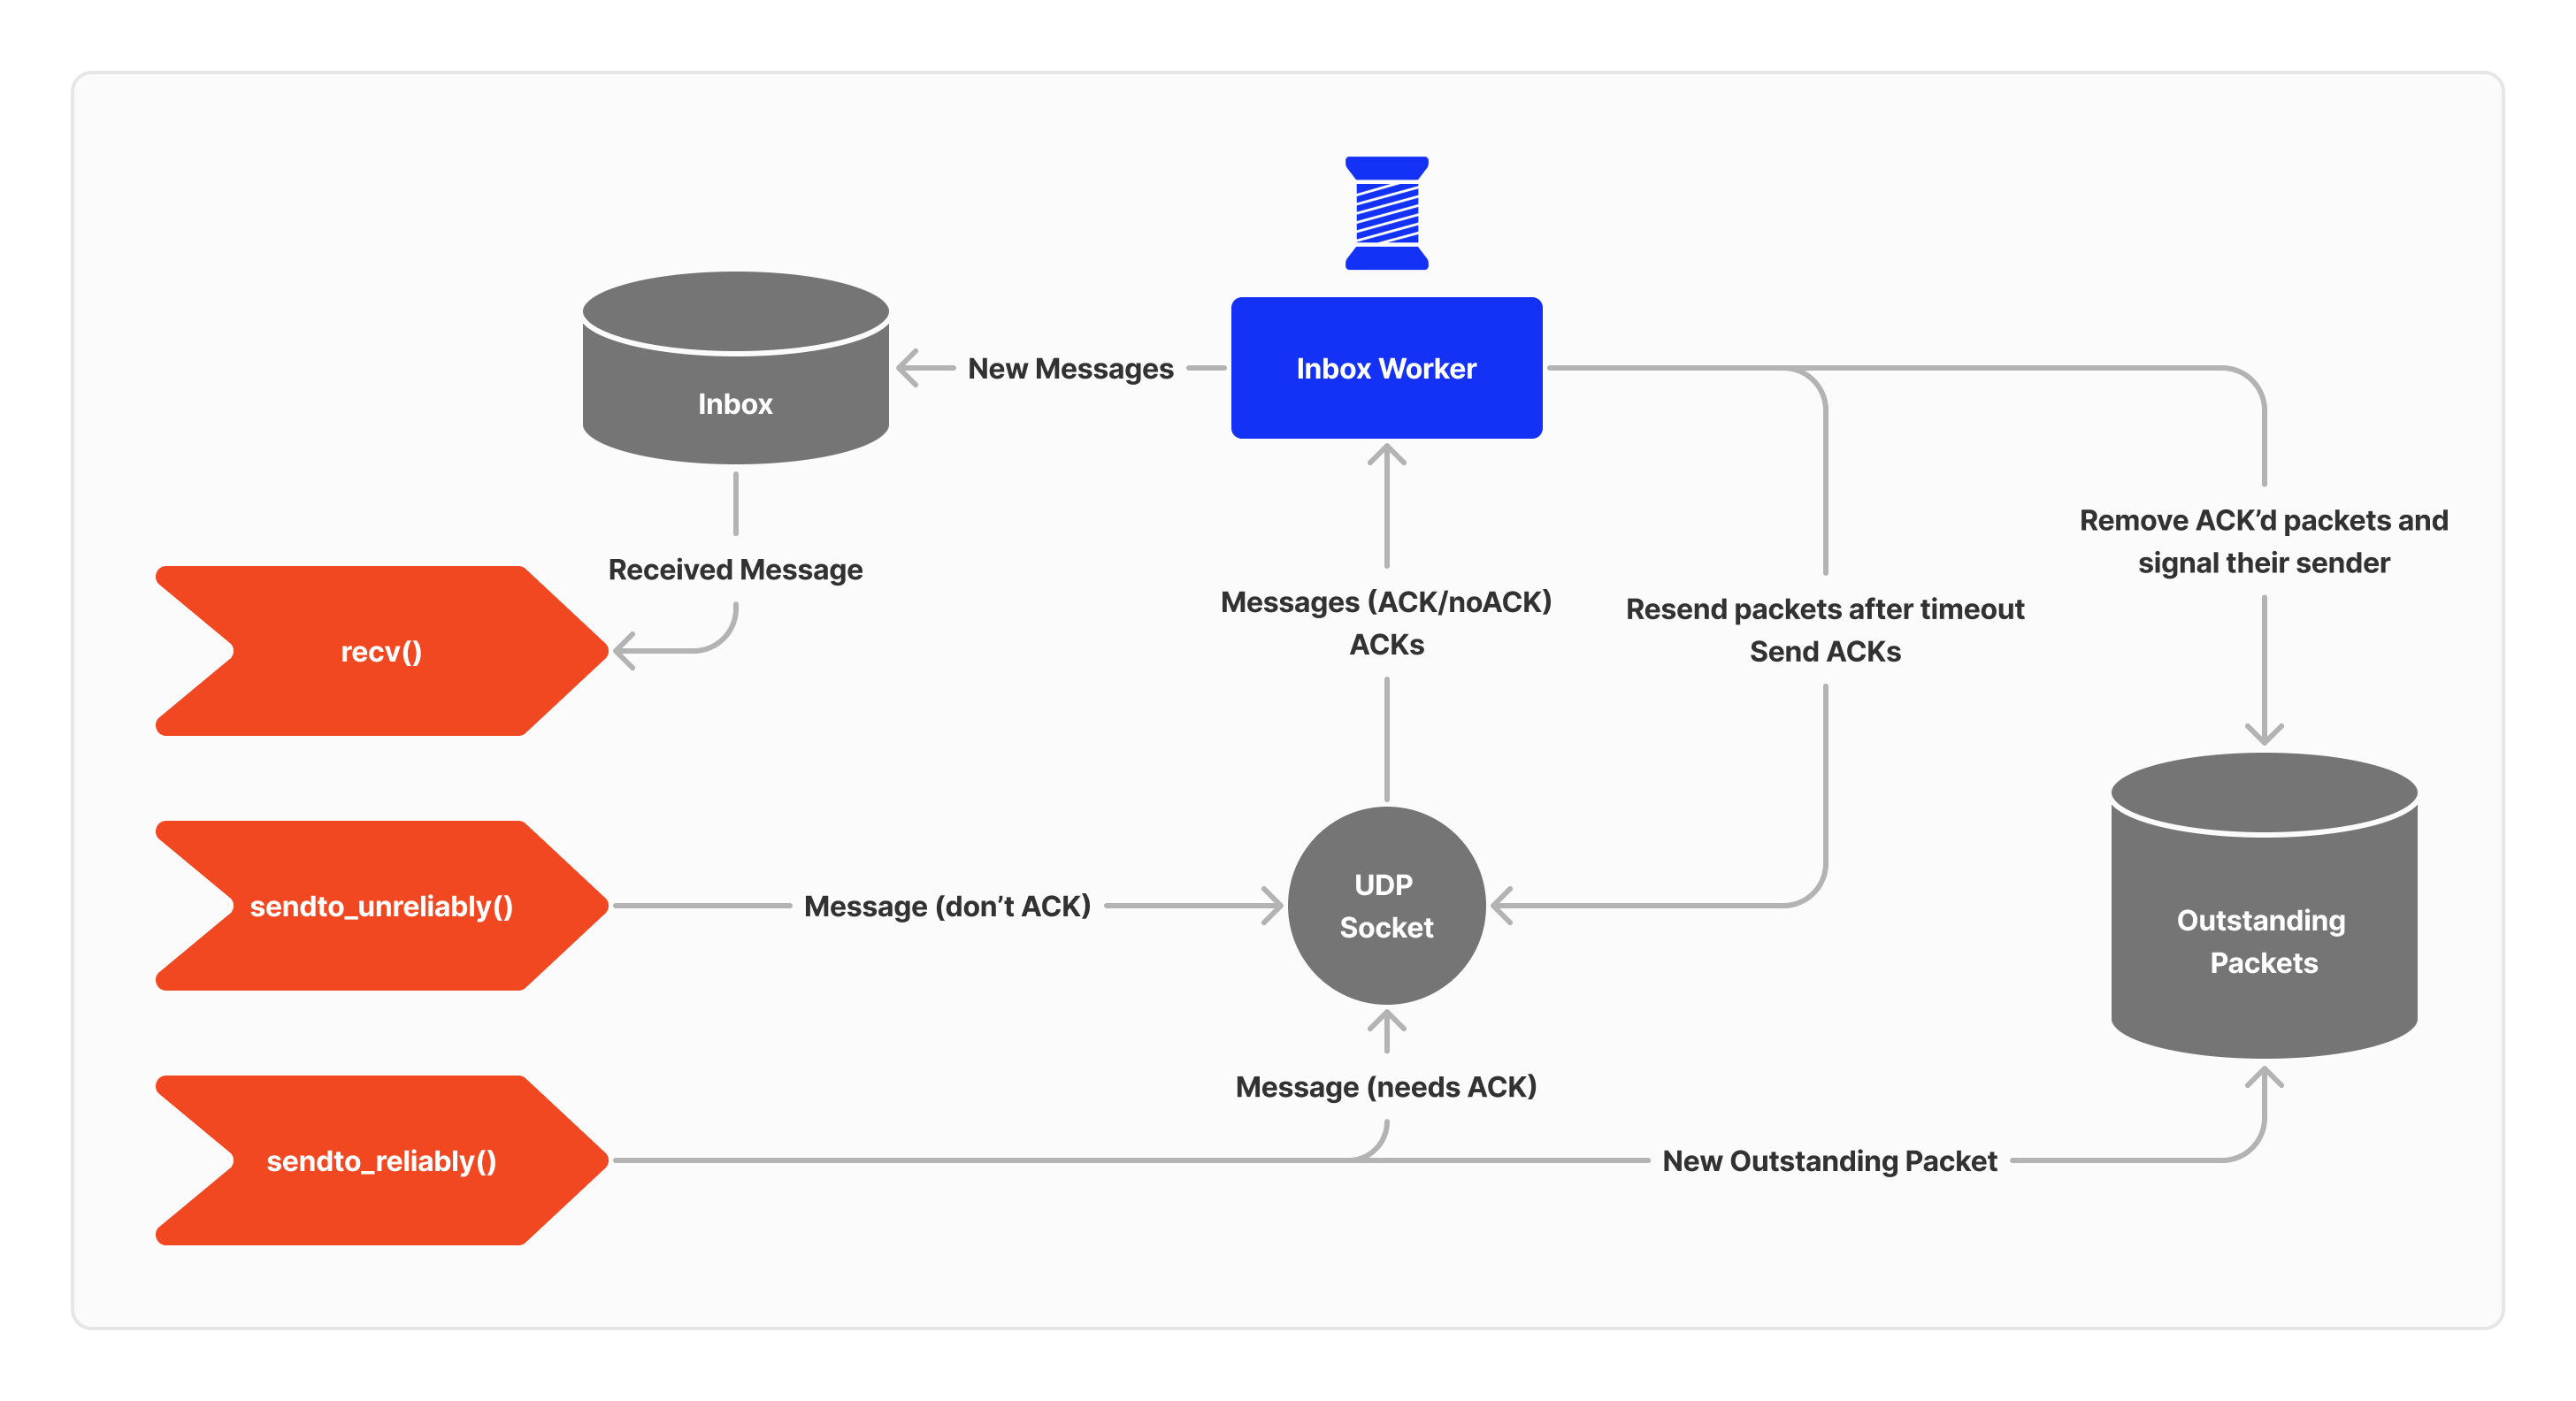 Inbox Worker
New Messages
Inbox
Received Message
recv()
Messages (ACK/noACK)
ACKs
Resend packets after timeout
Send ACKs
Remove ACK’d packets and
signal their sender
sendto_unreliably()
Message (don’t ACK)
UDP
Socket
Outstanding
Packets
Message (needs ACK)
sendto_reliably()
New Outstanding Packet